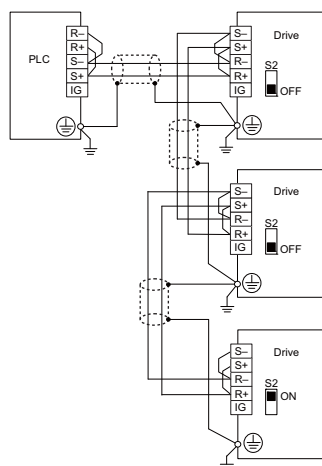 PLC
R–
R+
S–
S+
IG
S–
S+
R–
R+
IG
Drive
S2
OFF
S–
S+
R–
R+
IG
Drive
S2
OFF
S–
S+
R–
R+
IG
Drive
S2
ON